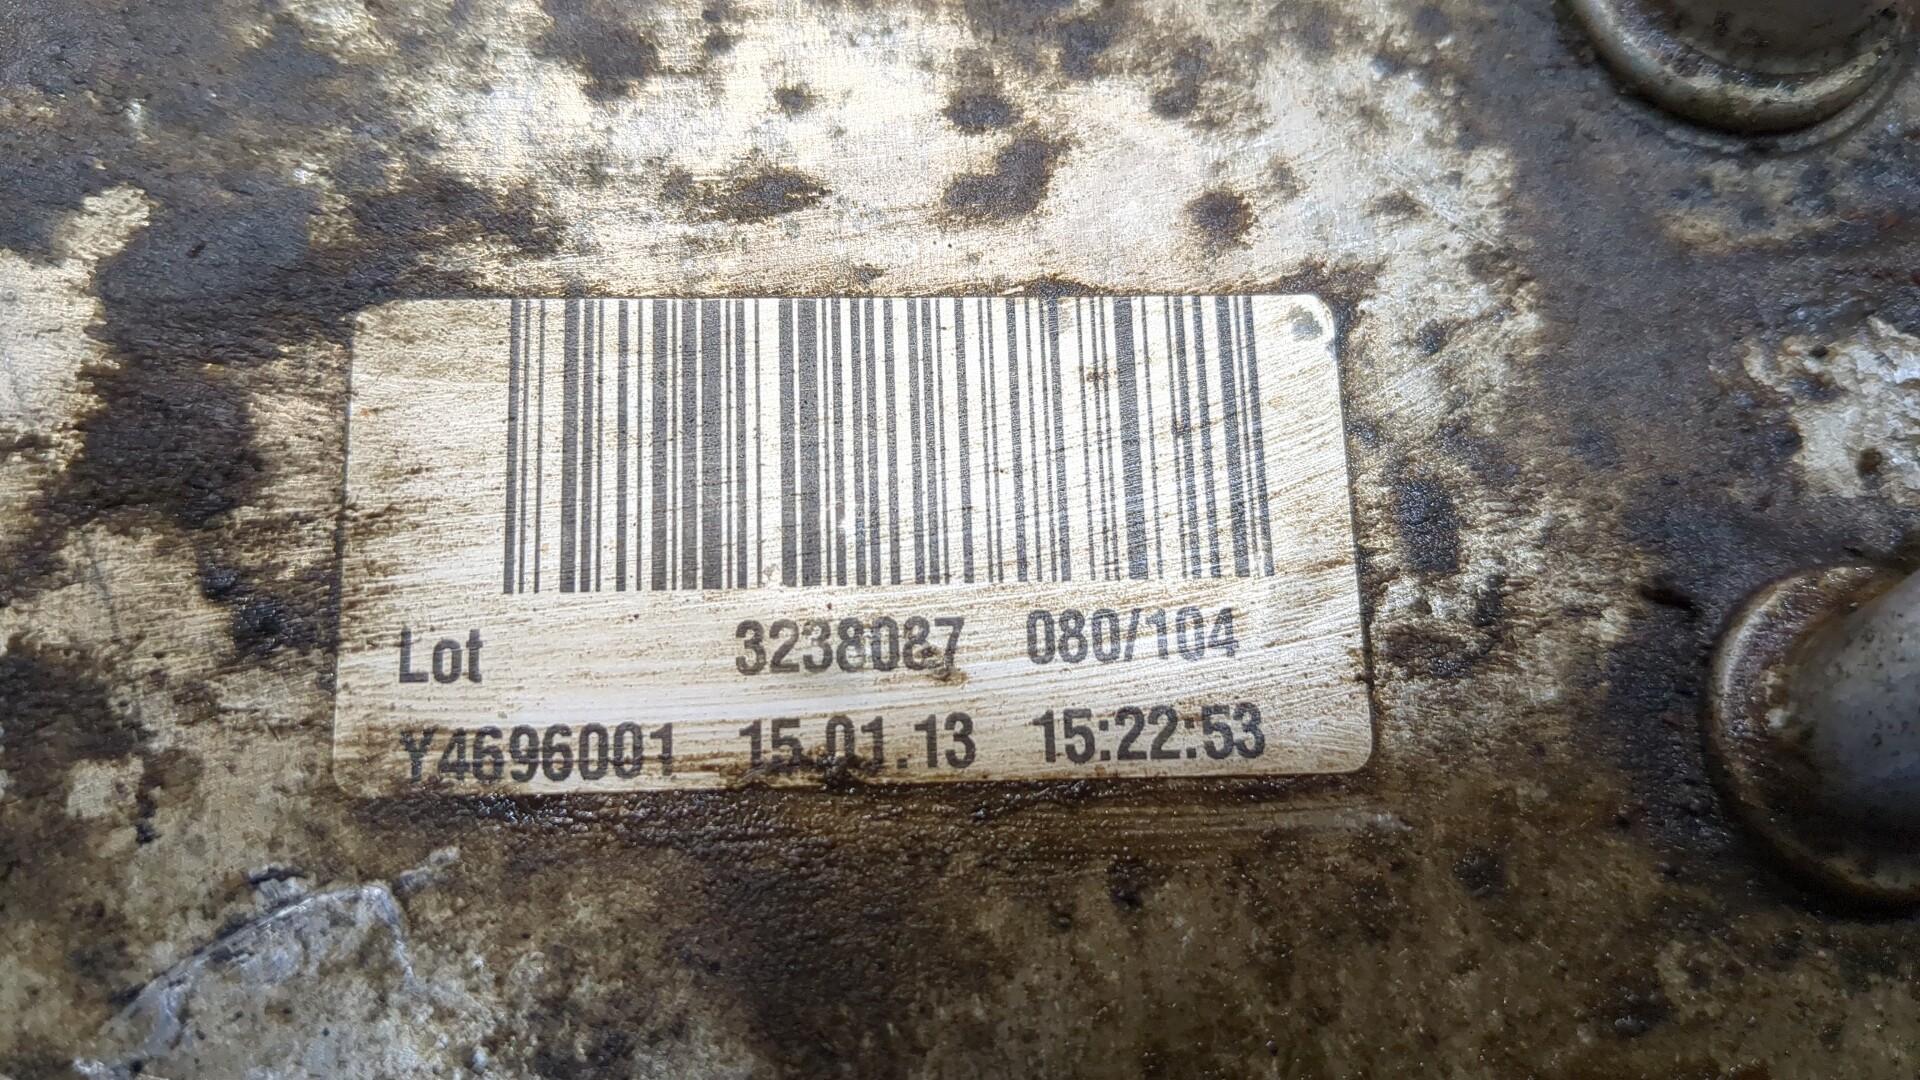 Lot 3238087 080/104
Y4696001 15.01.13 15:22:53